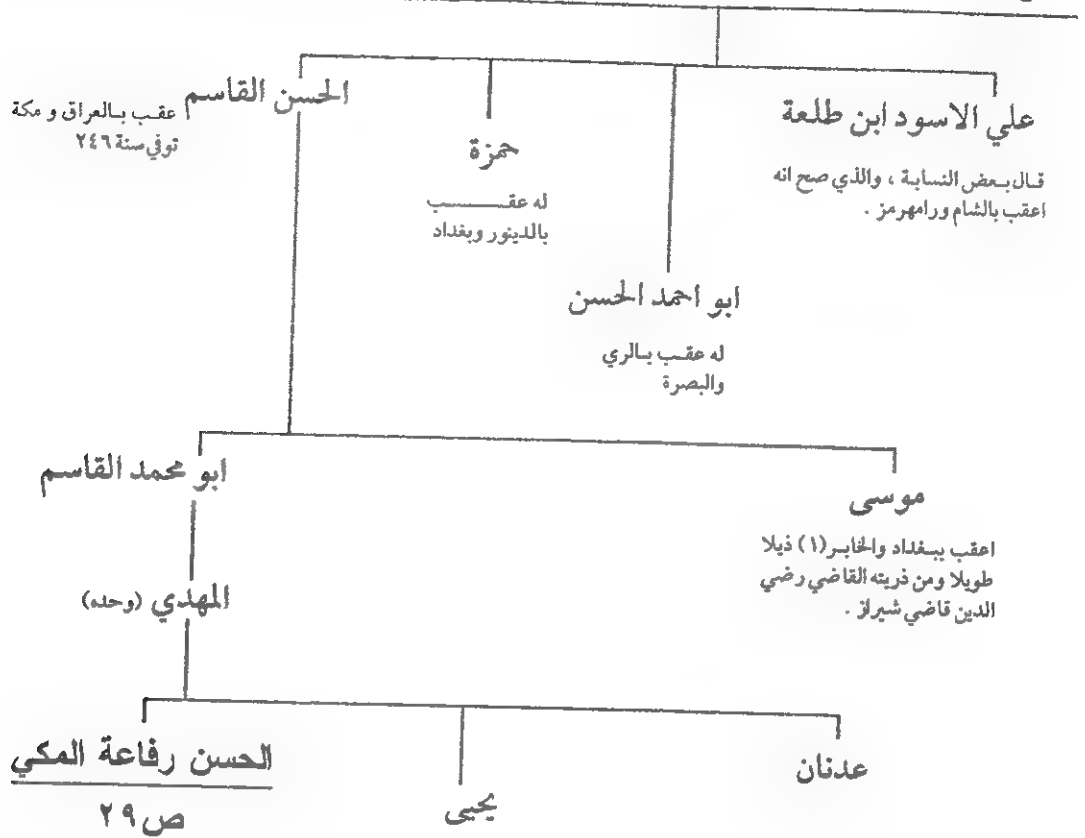 علي الاسود ابن طلعة
قال بعض النسابة ، والذي صح انه
اعقب بالشام ورامهرمز .
حمزة
له عقب
بالدينور وبغداد
الحسن القاسم
عقب بالعراق و مكة
توفي سنة ٢٤٦
ابو احمد الحسن
له عقب بالري
والبصرة
موسى
اعقب ببغداد والخابر (١) ذيلا
طويلا ومن ذريته القاضي رضي
الدين قاضي شيراز .
ابو محمد القاسم
المهدي (وحده)
عدنان
يحيى
الحسن رفاعة المكي
ص ٢٩